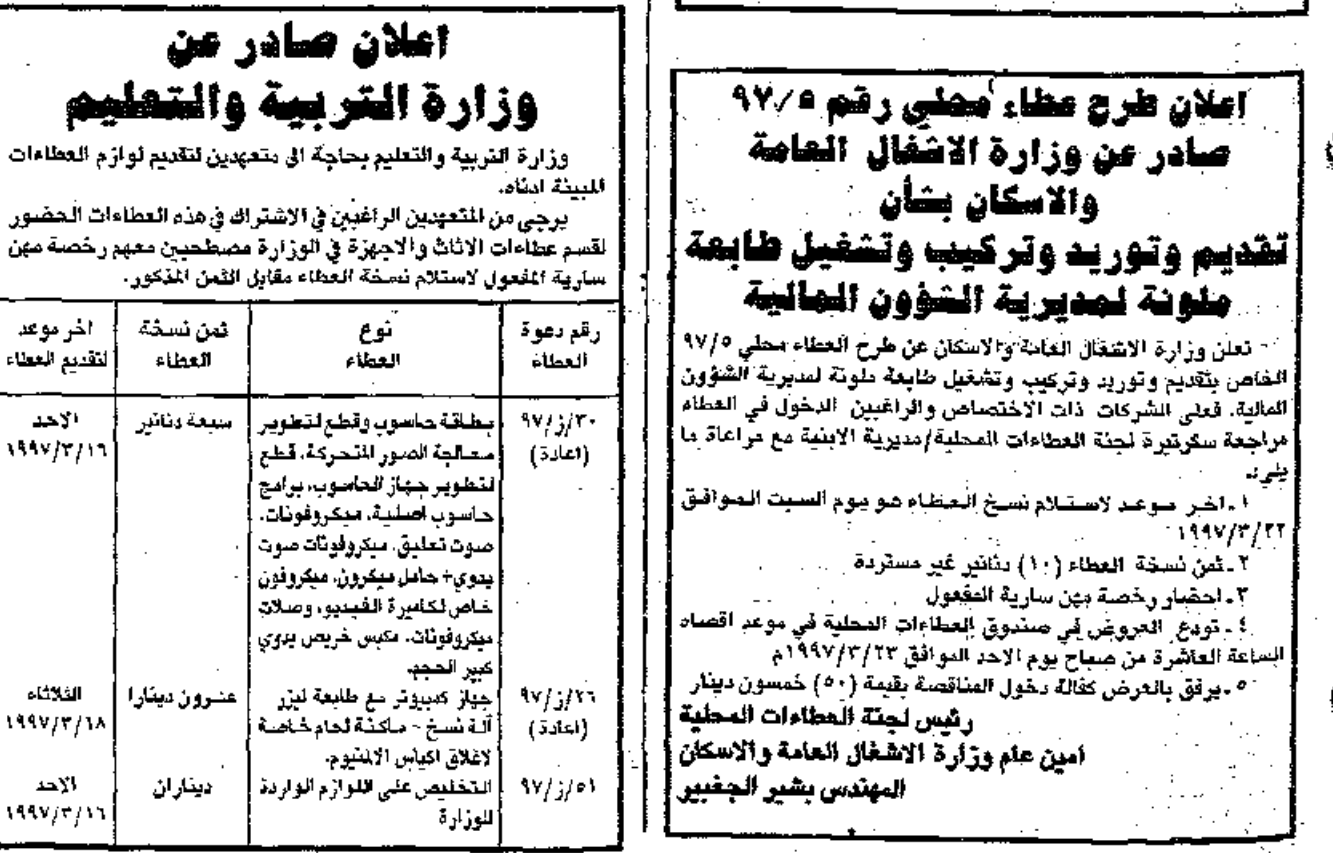 اعلان طرح عطاء محلي رقم ٩٧/٥
صادر عن وزارة الاشغال العامة
والاسكان بشأن
تقديم وتوريد وتركيب وتشغيل طابعة
ملونة لمديرية الشؤون المالية
- تعلن وزارة الاشغال العامة والاسكان عن طرح العطاء محلي ٩٧/٥
الخاص بتقديم وتوريد وتركيب وتشغيل طابعة ملونة لمديرية الشؤون
المالية. فعلى الشركات ذات الاختصاص والراغبين الدخول في العطاء
مراجعة سكرتيرة لجنة العطاءات المحلية/مديرية الابنية مع مراعاة ما
يلي:
١ـ اخر موعد لاستلام نسخ العطاء هو يوم السبت الموافق
١٩٩٧/٣/٢٢
٢ـ ثمن نسخة العطاء (١٠) دنانير غير مستردة
٣ـ احضار رخصة مهن سارية المفعول
٤ـ تودع العروض في صندوق العطاءات المحلية في موعد اقصاه
الساعة العاشرة من صباح يوم الاحد الموافق ١٩٩٧/٣/٢٣م
٥ـ يرفق بالعرض كفالة دخول المناقصة بقيمة (٥٠) خمسون دينار
رئيس لجنة العطاءات المحلية
امين عام وزارة الاشغال العامة والاسكان
المهندس بشير الجغبير
اعلان صادر عن
وزارة التربية والتعليم
وزارة التربية والتعليم بحاجة الى متعهدين لتقديم لوازم العطاءات
المبينة ادناه.
يرجى من المتعهدين الراغبين في الاشتراك في هذه العطاءات الحضور
لقسم عطاءات الاثاث والاجهزة في الوزارة مصطحبين معهم رخصة مهن
سارية المفعول لاستلام نسخة العطاء مقابل الثمن المذكور.
رقم دعوة نوع ثمن نسخة اخر موعد
العطاء العطاء العطاء لتقديم العطاء
٣٠/ز/٩٧ بطاقة حاسوب وقطع لتطوير سبعة دنانير الاحد
(اعادة) معالجة الصور المتحركة، قطع ١٩٩٧/٣/١٦
لتطوير جهاز الحاسوب، برامج
حاسوب اصلية، ميكروفونات،
صوت تعليق، ميكروفونات صوت
يدوي+ حامل ميكرون، ميكروفون
خاص لكاميرة الفيديو، وصلات
ميكروفونات، مكبس خريص يدوي
كبير الحجم.
٢٦/ز/٩٧ جهاز كمبيوتر مع طابعة ليزر عشرون دينارا الثلاثاء
(اعادة) آلة نسخ - ماكنة لحام خاصة ١٩٩٧/٣/١٨
لاغلاق اكياس الالمنيوم.
٥١/ز/٩٧ التخليص على اللوازم الواردة ديناران الاحد
للوزارة ١٩٩٧/٣/١٦